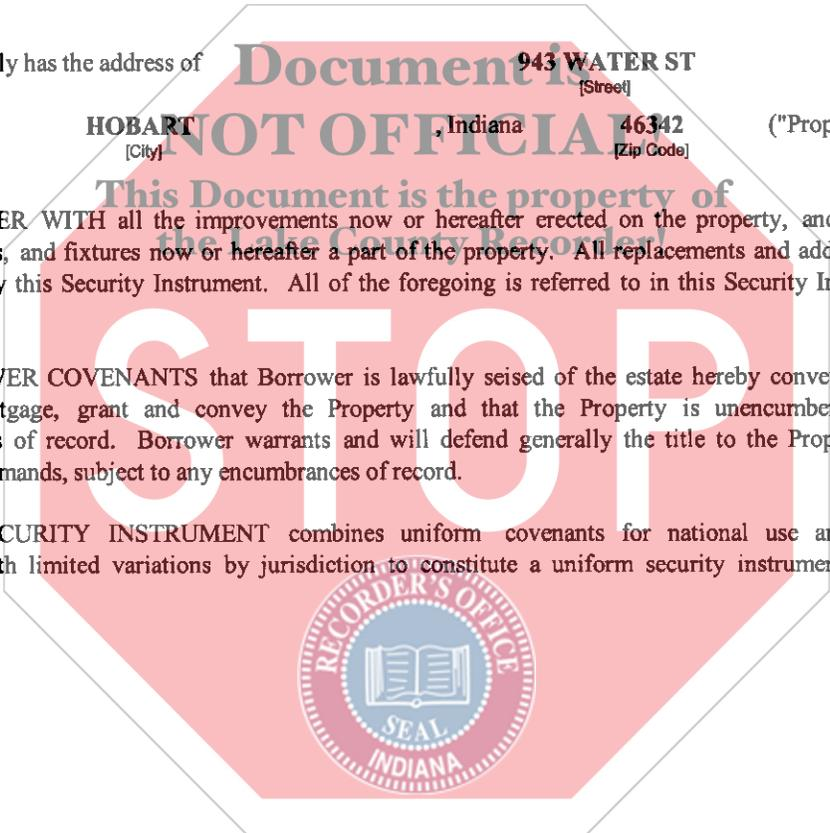 ly has the address of 943 WATER ST
[Street]
HOBART , Indiana 46342 ("Prop
[City] [Zip Code]
Document is
NOT OFFICIAL
This Document is the property of
the Lake County Recorder!
ER WITH all the improvements now or hereafter erected on the property, and
s, and fixtures now or hereafter a part of the property. All replacements and add
y this Security Instrument. All of the foregoing is referred to in this Security In
STOP
VER COVENANTS that Borrower is lawfully seised of the estate hereby conve
tgage, grant and convey the Property and that the Property is unencumbe
s of record. Borrower warrants and will defend generally the title to the Prop
mands, subject to any encumbrances of record.
CURITY INSTRUMENT combines uniform covenants for national use a
th limited variations by jurisdiction to constitute a uniform security instrumen
RECORDER'S OFFICE
SEAL
INDIANA